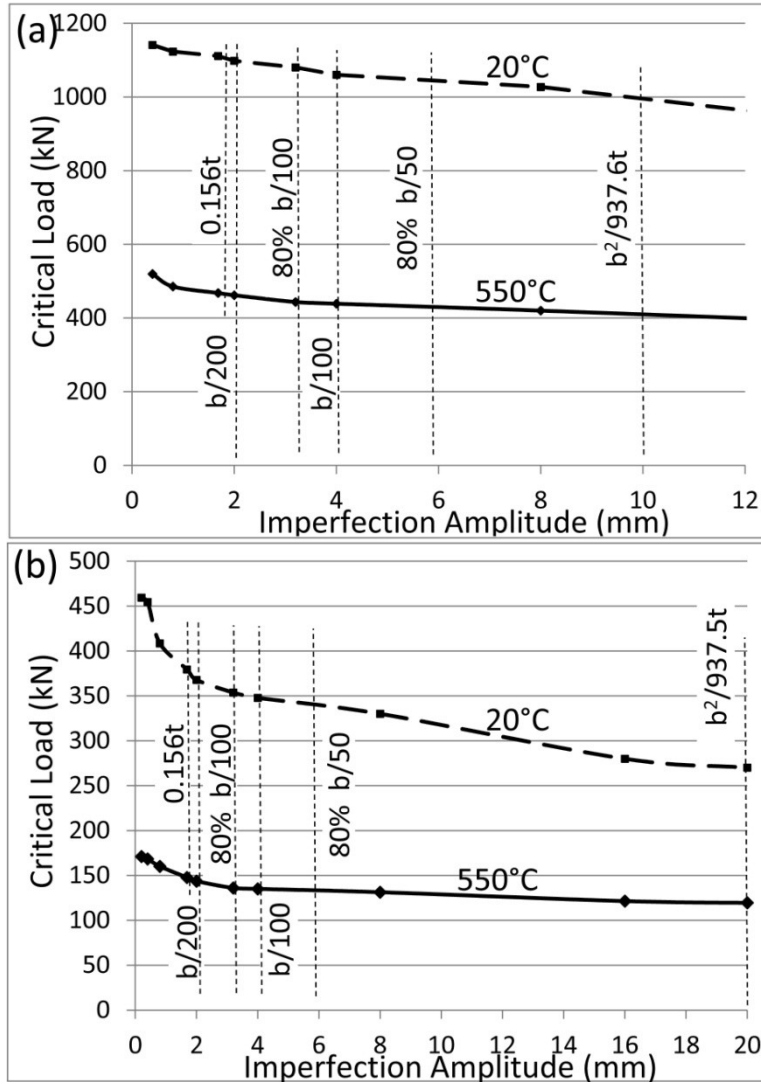 (a)
1200
1000
800
600
400
200
0
Critical Load (kN)
20°C
0.156t
80% b/100
80% b/50
b²/937.6t
550°C
b/200
b/100
0 2 4 6 8 10 12
Imperfection Amplitude (mm)
(b)
500
450
400
350
300
250
200
150
100
50
0
Critical Load (kN)
b²/937.5t
20°C
0.156t
80% b/100
80% b/50
550°C
b/200
b/100
0 2 4 6 8 10 12 14 16 18 20
Imperfection Amplitude (mm)